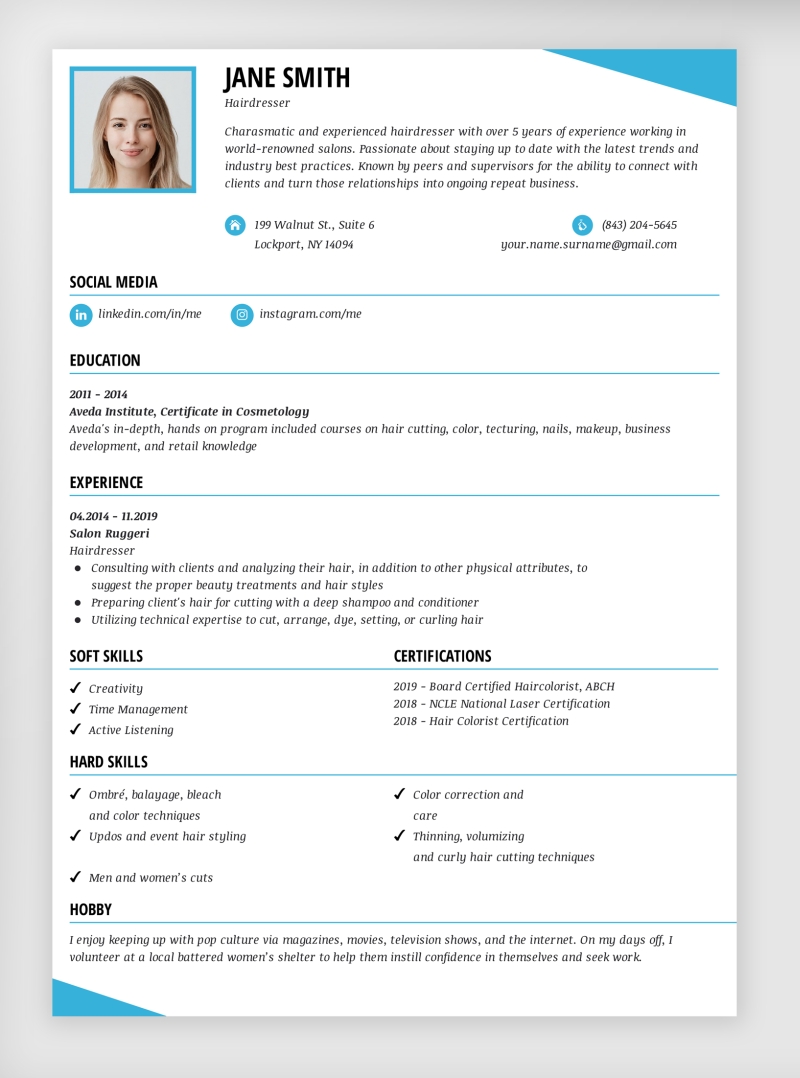 JANE SMITH
Hairdresser
Charasmatic and experienced hairdresser with over 5 years of experience working in
world-renowned salons. Passionate about staying up to date with the latest trends and
industry best practices. Known by peers and supervisors for the ability to connect with
clients and turn those relationships into ongoing repeat business.
199 Walnut St., Suite 6
Lockport, NY 14094
(843) 204-5645
your.name.surname@gmail.com
SOCIAL MEDIA
in linkedin.com/in/me
instagram.com/me
EDUCATION
2011 - 2014
Aveda Institute, Certificate in Cosmetology
Aveda's in-depth, hands on program included courses on hair cutting, color, tecturing, nails, makeup, business
development, and retail knowledge
EXPERIENCE
04.2014 - 11.2019
Salon Ruggeri
Hairdresser
● Consulting with clients and analyzing their hair, in addition to other physical attributes, to
suggest the proper beauty treatments and hair styles
● Preparing client's hair for cutting with a deep shampoo and conditioner
● Utilizing technical expertise to cut, arrange, dye, setting, or curling hair
SOFT SKILLS
✓ Creativity
✓ Time Management
✓ Active Listening
CERTIFICATIONS
2019 - Board Certified Haircolorist, ABCH
2018 - NCLE National Laser Certification
2018 - Hair Colorist Certification
HARD SKILLS
✓ Ombré, balayage, bleach
and color techniques
✓ Updos and event hair styling
✓ Men and women's cuts
✓ Color correction and
care
✓ Thinning, volumizing
and curly hair cutting techniques
HOBBY
I enjoy keeping up with pop culture via magazines, movies, television shows, and the internet. On my days off, I
volunteer at a local battered women's shelter to help them instill confidence in themselves and seek work.